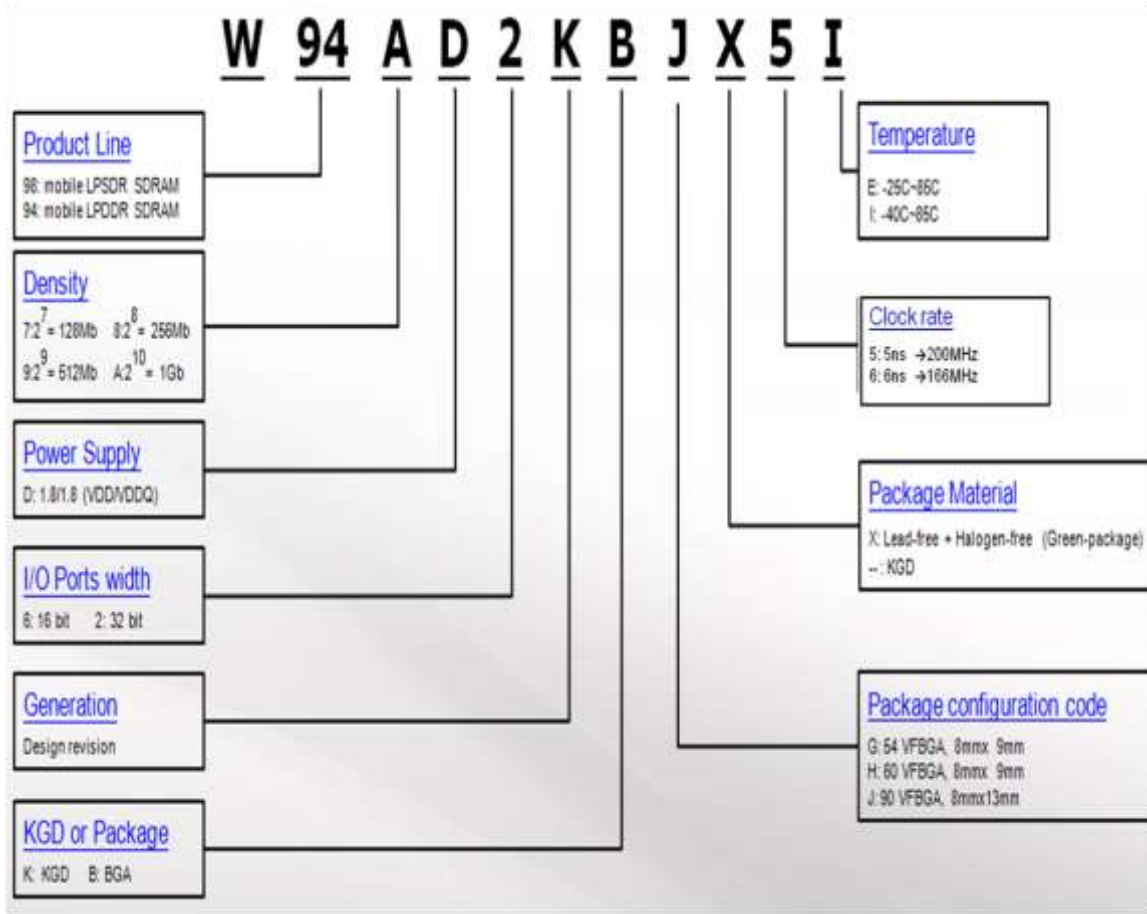 W 94 A D 2 K B J X 5 I
Product Line
98: mobile LPSDR SDRAM
94: mobile LPDDR SDRAM
Density
7:2^7 = 128Mb 8:2^8 = 256Mb
9:2^9 = 512Mb A:2^10 = 1Gb
Power Supply
D: 1.8/1.8 (VDD/VDDQ)
I/O Ports width
6: 16 bit 2: 32 bit
Generation
Design revision
KGD or Package
K: KGD B: BGA
Temperature
E: -25C~85C
I: -40C~85C
Clock rate
5: 5ns →200MHz
6: 6ns →166MHz
Package Material
X: Lead-free + Halogen-free (Green-package)
--: KGD
Package configuration code
G: 54 VFBGA, 8mmx 9mm
H: 60 VFBGA, 8mmx 9mm
J: 90 VFBGA, 8mmx13mm